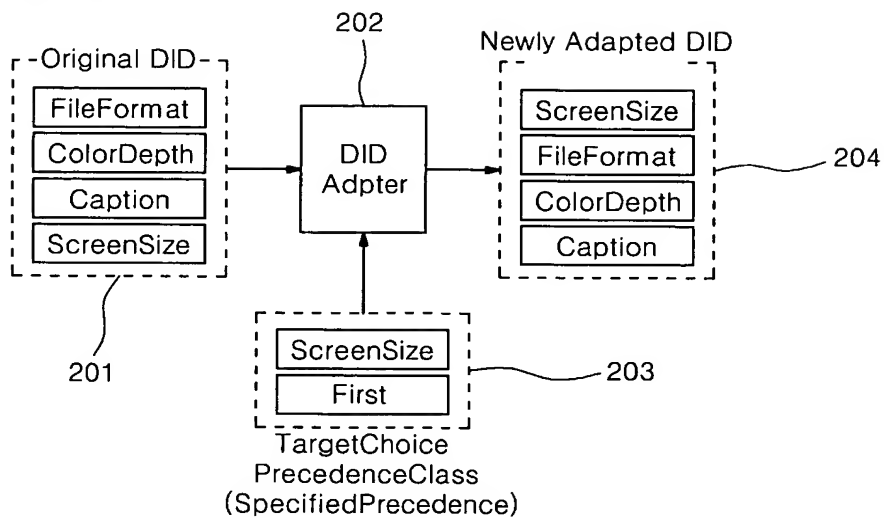 Original DID
FileFormat
ColorDepth
Caption
ScreenSize
201
202
DID
Adpter
ScreenSize
First
203
TargetChoice
PrecedenceClass
(SpecifiedPrecedence)
Newly Adapted DID
ScreenSize
FileFormat
ColorDepth
Caption
204